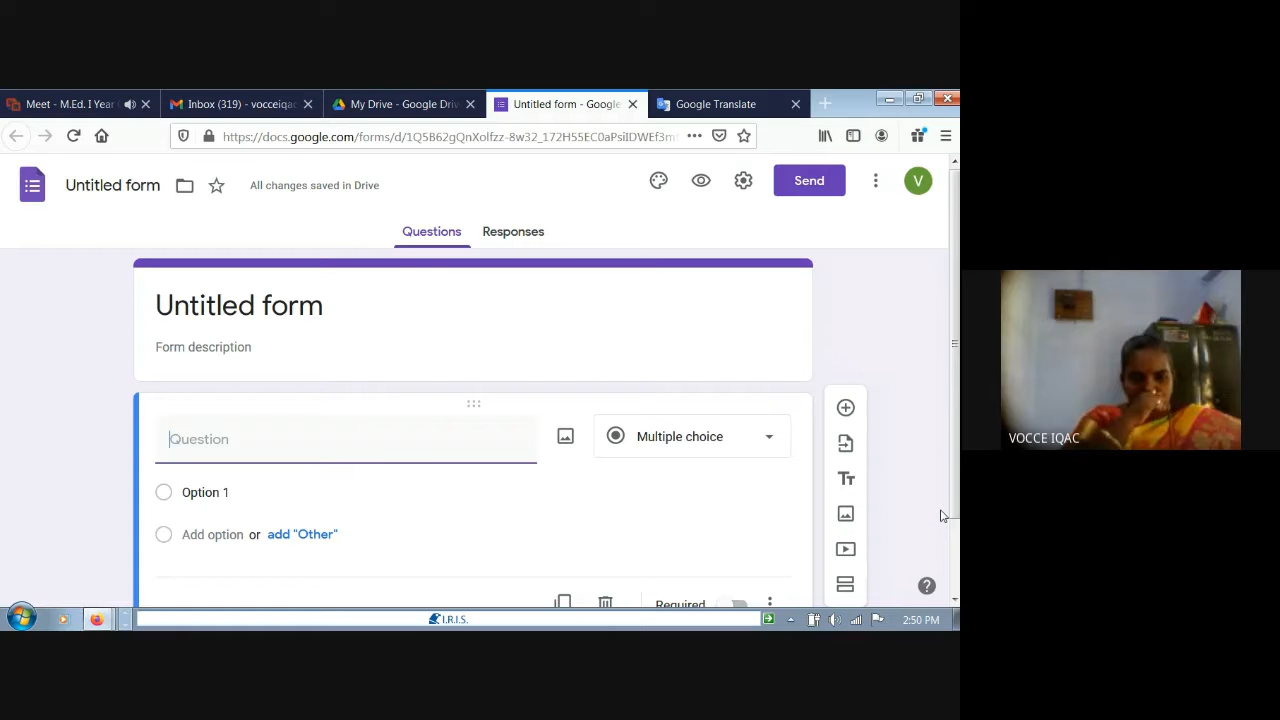 Meet - M.Ed. I Year
Inbox (319) - vocceiqac
My Drive - Google Driv
Untitled form - Google
Google Translate
https://docs.google.com/forms/d/1Q5B62gQnXolfzz-8w32_172H55EC0aPsiIDWEf3m
Untitled form
All changes saved in Drive
Send
V
Questions
Responses
Untitled form
Form description
Question
Multiple choice
Option 1
Add option or add "Other"
Required
VOCCE IQAC
I.R.I.S.
2:50 PM